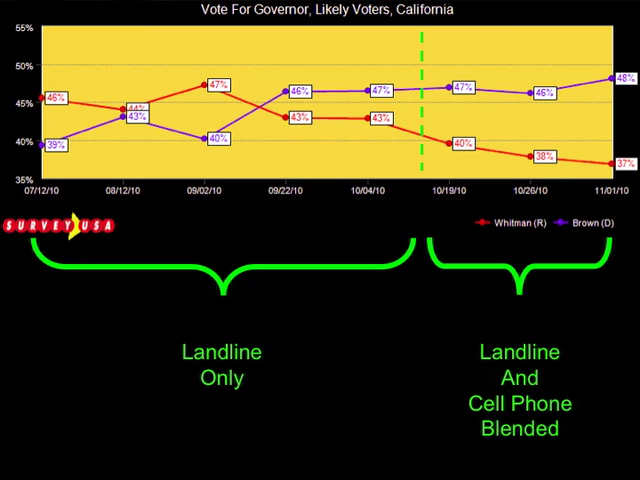 Vote For Governor, Likely Voters, California
55%
50%
45%
40%
35%
46% 44% 47% 43% 43% 40% 38% 37%
39% 43% 40% 46% 47% 47% 46% 48%
07/12/10 08/12/10 09/02/10 09/22/10 10/04/10 10/19/10 10/26/10 11/01/10
SURVEY USA
Whitman (R) Brown (D)
Landline
Only
Landline
And
Cell Phone
Blended